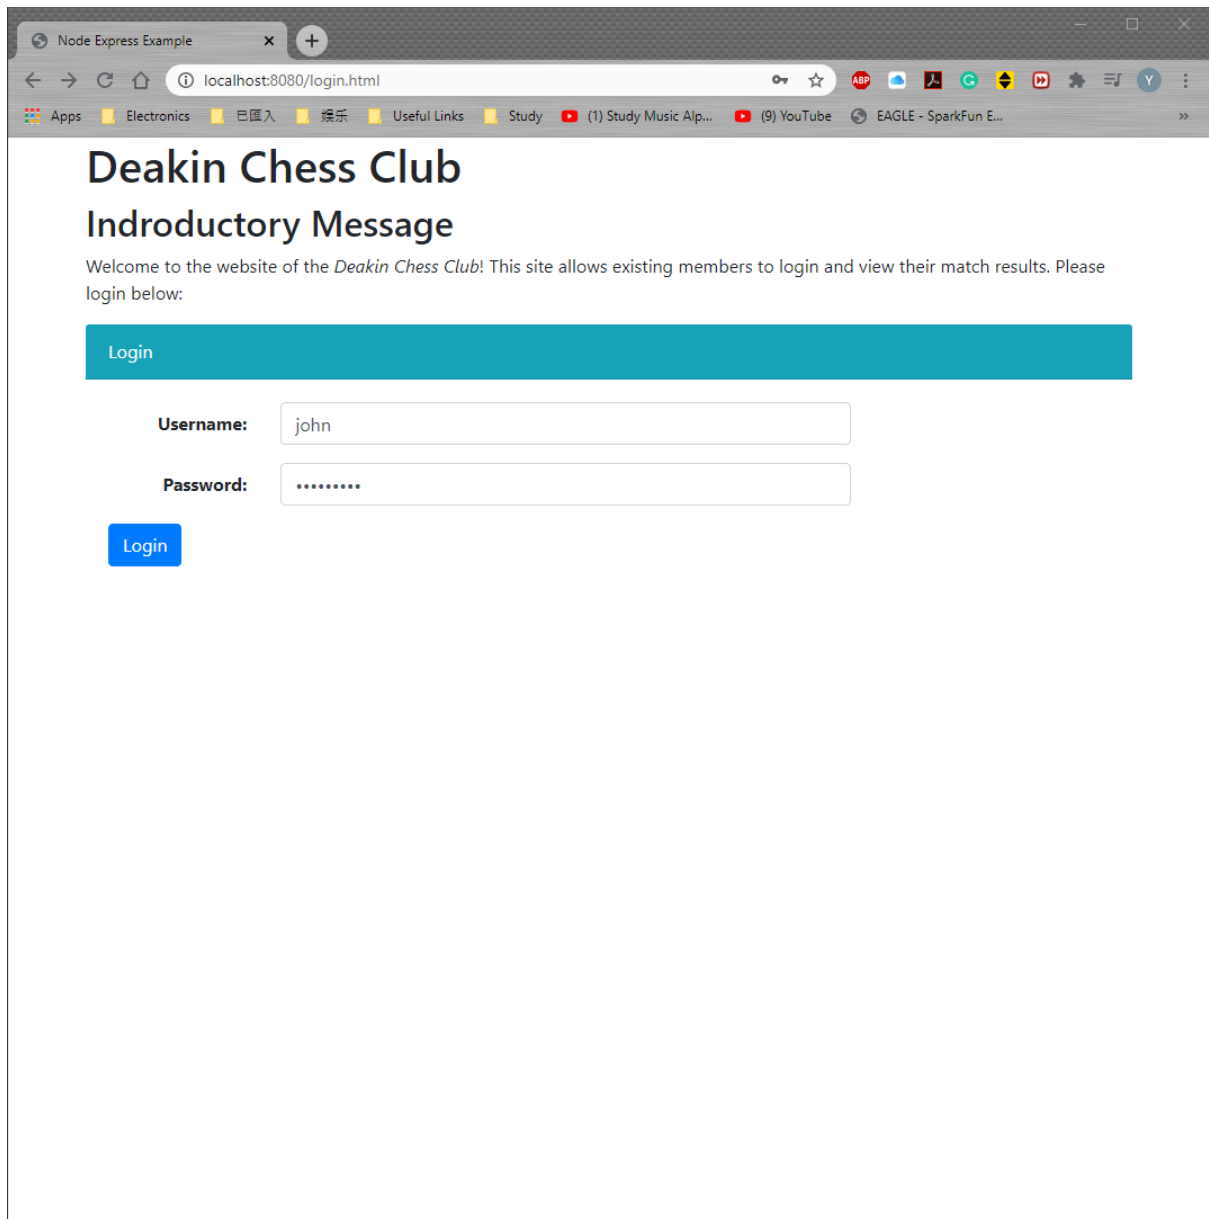 Node Express Example
localhost:8080/login.html
ABP
Y
Apps Electronics 已匯入 娱乐 Useful Links Study (1) Study Music Alp... (9) YouTube EAGLE - SparkFun E... »
Deakin Chess Club
Indroductory Message
Welcome to the website of the Deakin Chess Club! This site allows existing members to login and view their match results. Please
login below:
Login
Username: john
Password: •••••••••
Login